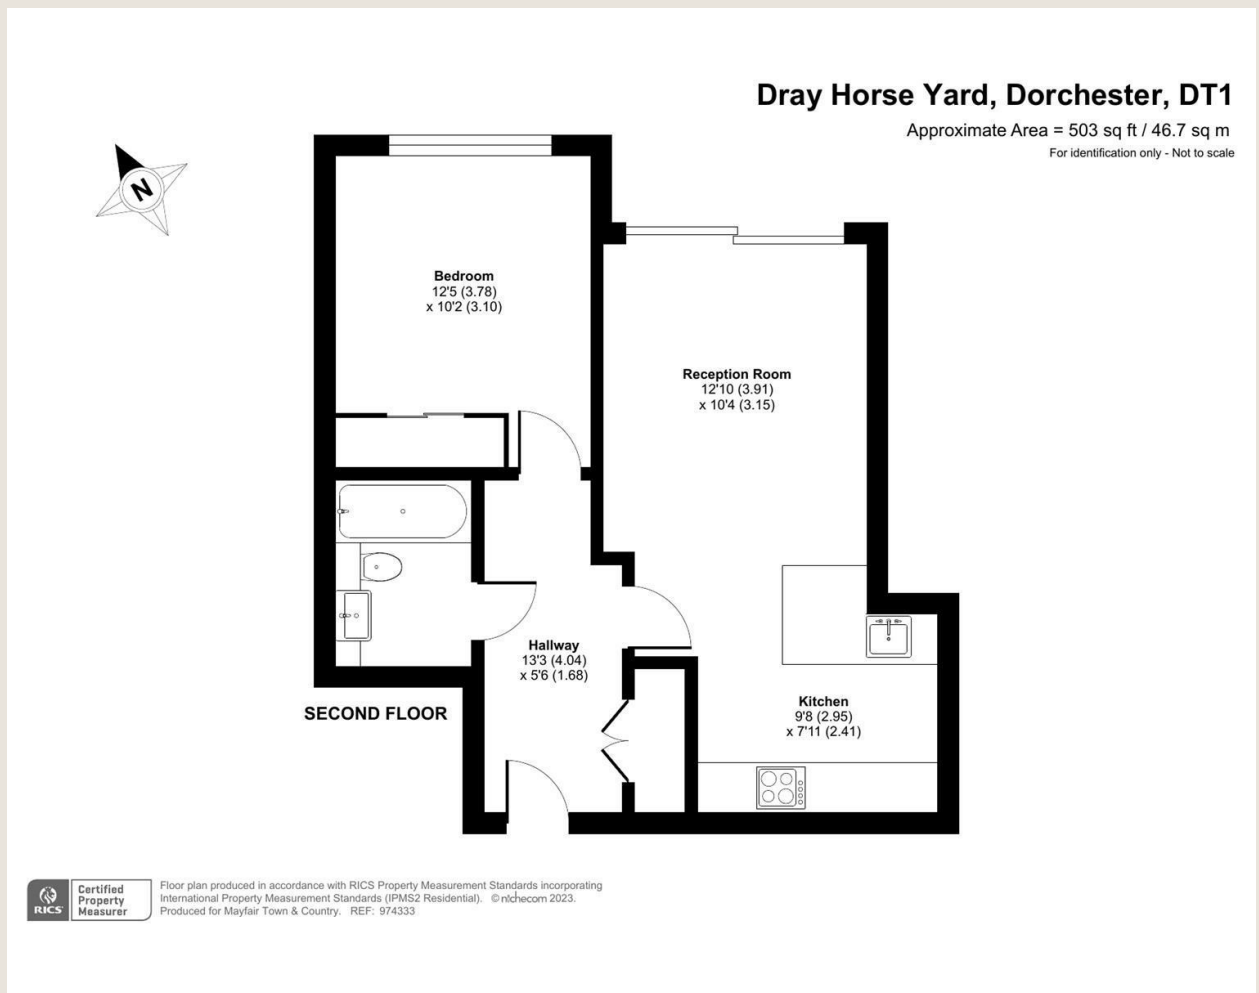 Dray Horse Yard, Dorchester, DT1
Approximate Area = 503 sq ft / 46.7 sq m
For identification only - Not to scale
N
Bedroom
12'5 (3.78)
x 10'2 (3.10)
Reception Room
12'10 (3.91)
x 10'4 (3.15)
Hallway
13'3 (4.04)
x 5'6 (1.68)
Kitchen
9'8 (2.95)
x 7'11 (2.41)
SECOND FLOOR
RICS
Certified
Property
Measurer
Floor plan produced in accordance with RICS Property Measurement Standards incorporating
International Property Measurement Standards (IPMS2 Residential). © nichecom 2023.
Produced for Mayfair Town & Country. REF: 974333